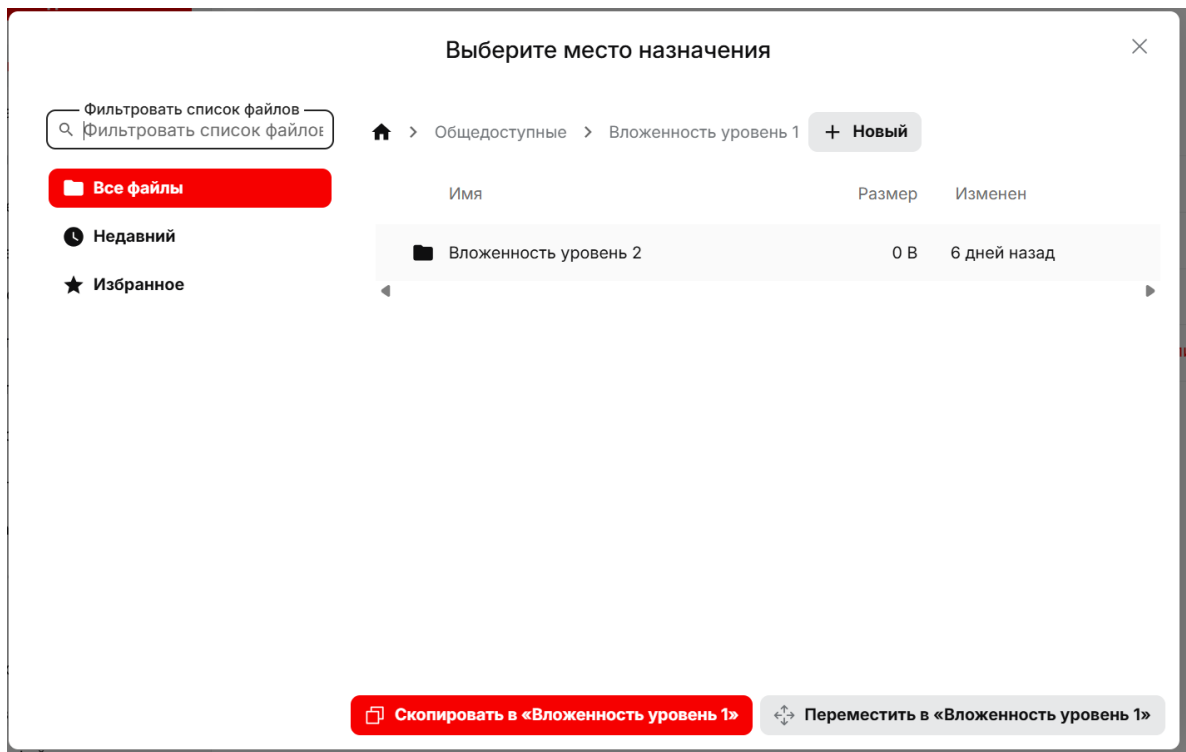 Выберите место назначения
Фильтровать список файлов
Фильтровать список файлов
Общедоступные > Вложенность уровень 1 + Новый
Все файлы
Недавний
Избранное
Имя Размер Изменен
Вложенность уровень 2 0 B 6 дней назад
Скопировать в «Вложенность уровень 1» Переместить в «Вложенность уровень 1»